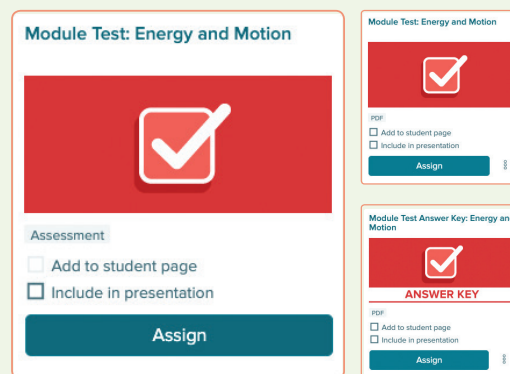 Module Test: Energy and Motion
Assessment
Add to student page
Include in presentation
Assign
Module Test: Energy and Motion
PDF
Add to student page
Include in presentation
Assign
Module Test Answer Key: Energy an
Motion
ANSWER KEY
PDF
Add to student page
Include in presentation
Assign